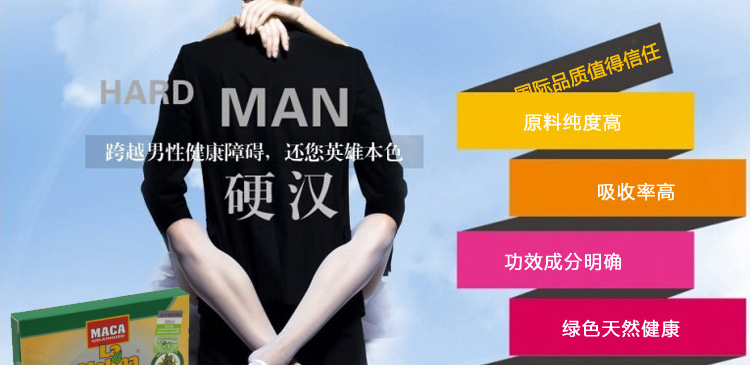 HARD
MAN
跨越男性健康障碍，还您英雄本色
硬汉
国际品质值得信任
原料纯度高
吸收率高
功效成分明确
绿色天然健康
MACA
La